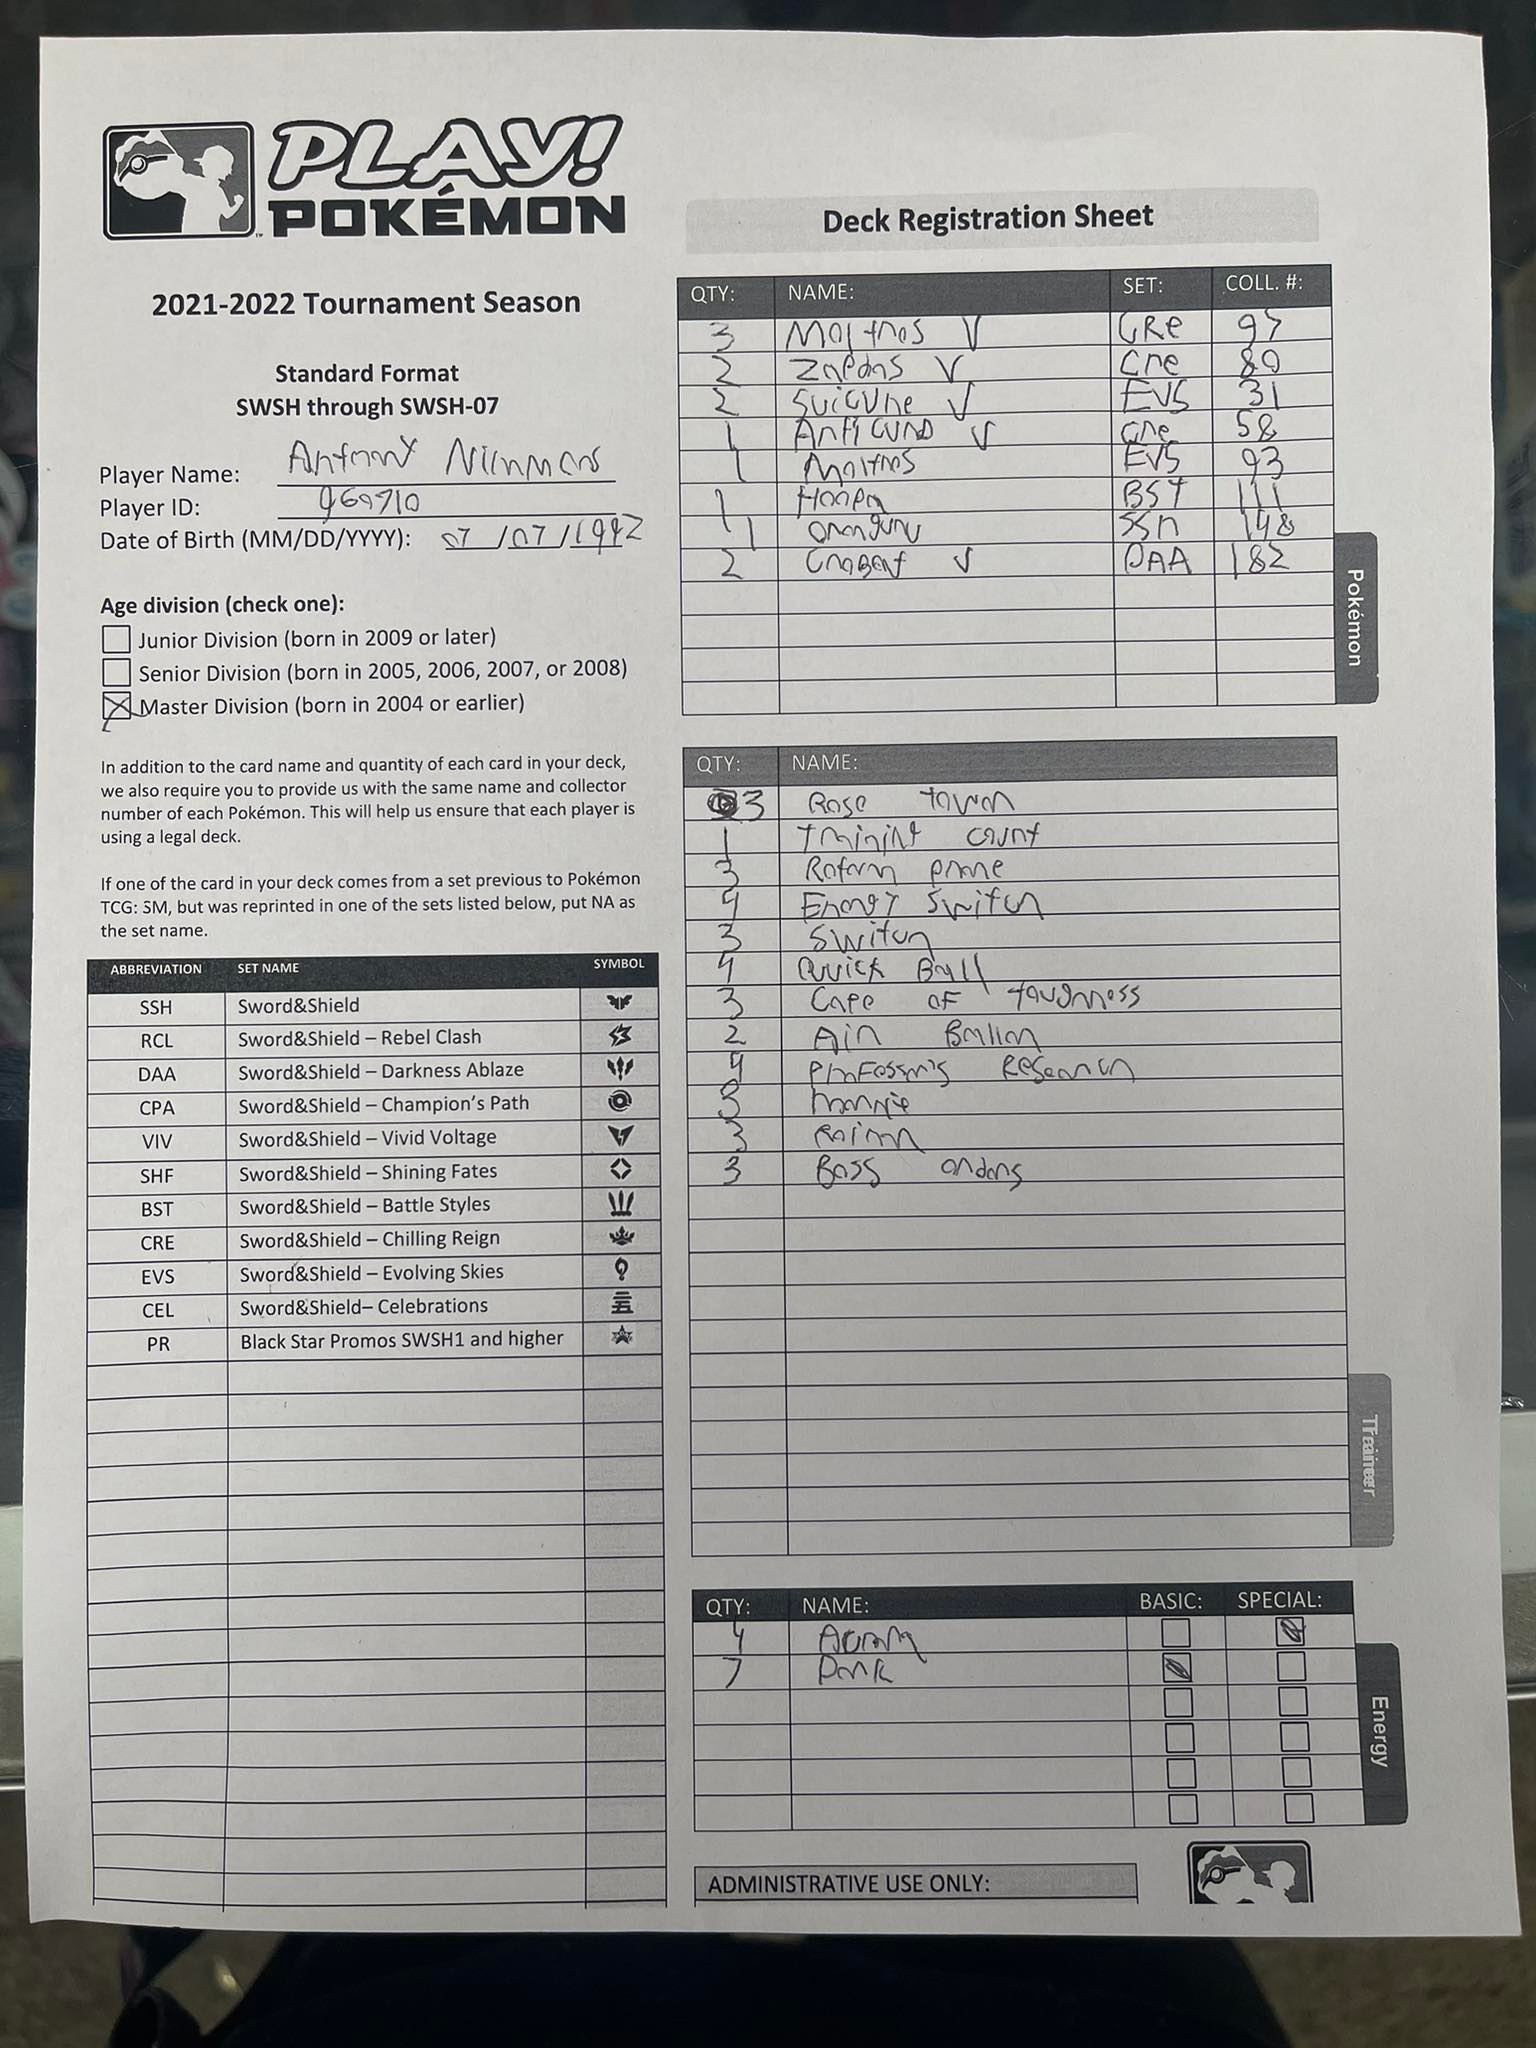 PLAY!
POKÉMON
2021-2022 Tournament Season
Standard Format
SWSH through SWSH-07
Player Name:
Player ID: 969710
Date of Birth (MM/DD/YYYY): 07/07/1992
Age division (check one):
Junior Division (born in 2009 or later)
Senior Division (born in 2005, 2006, 2007, or 2008)
Master Division (born in 2004 or earlier)
In addition to the card name and quantity of each card in your deck,
we also require you to provide us with the same name and collector
number of each Pokémon. This will help us ensure that each player is
using a legal deck.
If one of the card in your deck comes from a set previous to Pokémon
TCG: SM, but was reprinted in one of the sets listed below, put NA as
the set name.
ABBREVIATION SET NAME SYMBOL
SSH Sword&Shield
RCL Sword&Shield – Rebel Clash
DAA Sword&Shield – Darkness Ablaze
CPA Sword&Shield – Champion's Path
VIV Sword&Shield – Vivid Voltage
SHF Sword&Shield – Shining Fates
BST Sword&Shield – Battle Styles
CRE Sword&Shield – Chilling Reign
EVS Sword&Shield – Evolving Skies
CEL Sword&Shield– Celebrations
PR Black Star Promos SWSH1 and higher
Deck Registration Sheet
QTY: NAME: SET: COLL. #:
3 Moltres V CRe 97
2 Zapdos V Cre 80
2 Suicune V EVS 31
1 V Cre 58
1 Moltres EVS 93
1 Hoopa BST 111
1 Oranguru SSH 148
2 V DAA 182
Pokémon
QTY: NAME:
3 Rose tower
1 court
3 Rotom phone
4 Energy Switch
3 Switch
4 Quick Ball
3 Cape of toughness
2 Air Ballon
4 Professor's Research
3 marnie
3 Raihan
3 Boss orders
Trainer
QTY: NAME: BASIC: SPECIAL:
4 Aurora
7 Dark
Energy
ADMINISTRATIVE USE ONLY: